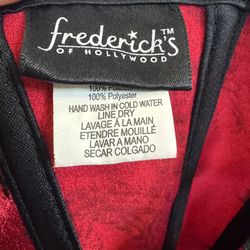 frederick's™
OF HOLLYWOOD
100% Polyester
HAND WASH IN COLD WATER
LINE DRY
LAVAGE À LA MAIN
ETENDRE MOUILLÉ
LAVAR A MANO
SECAR COLGADO